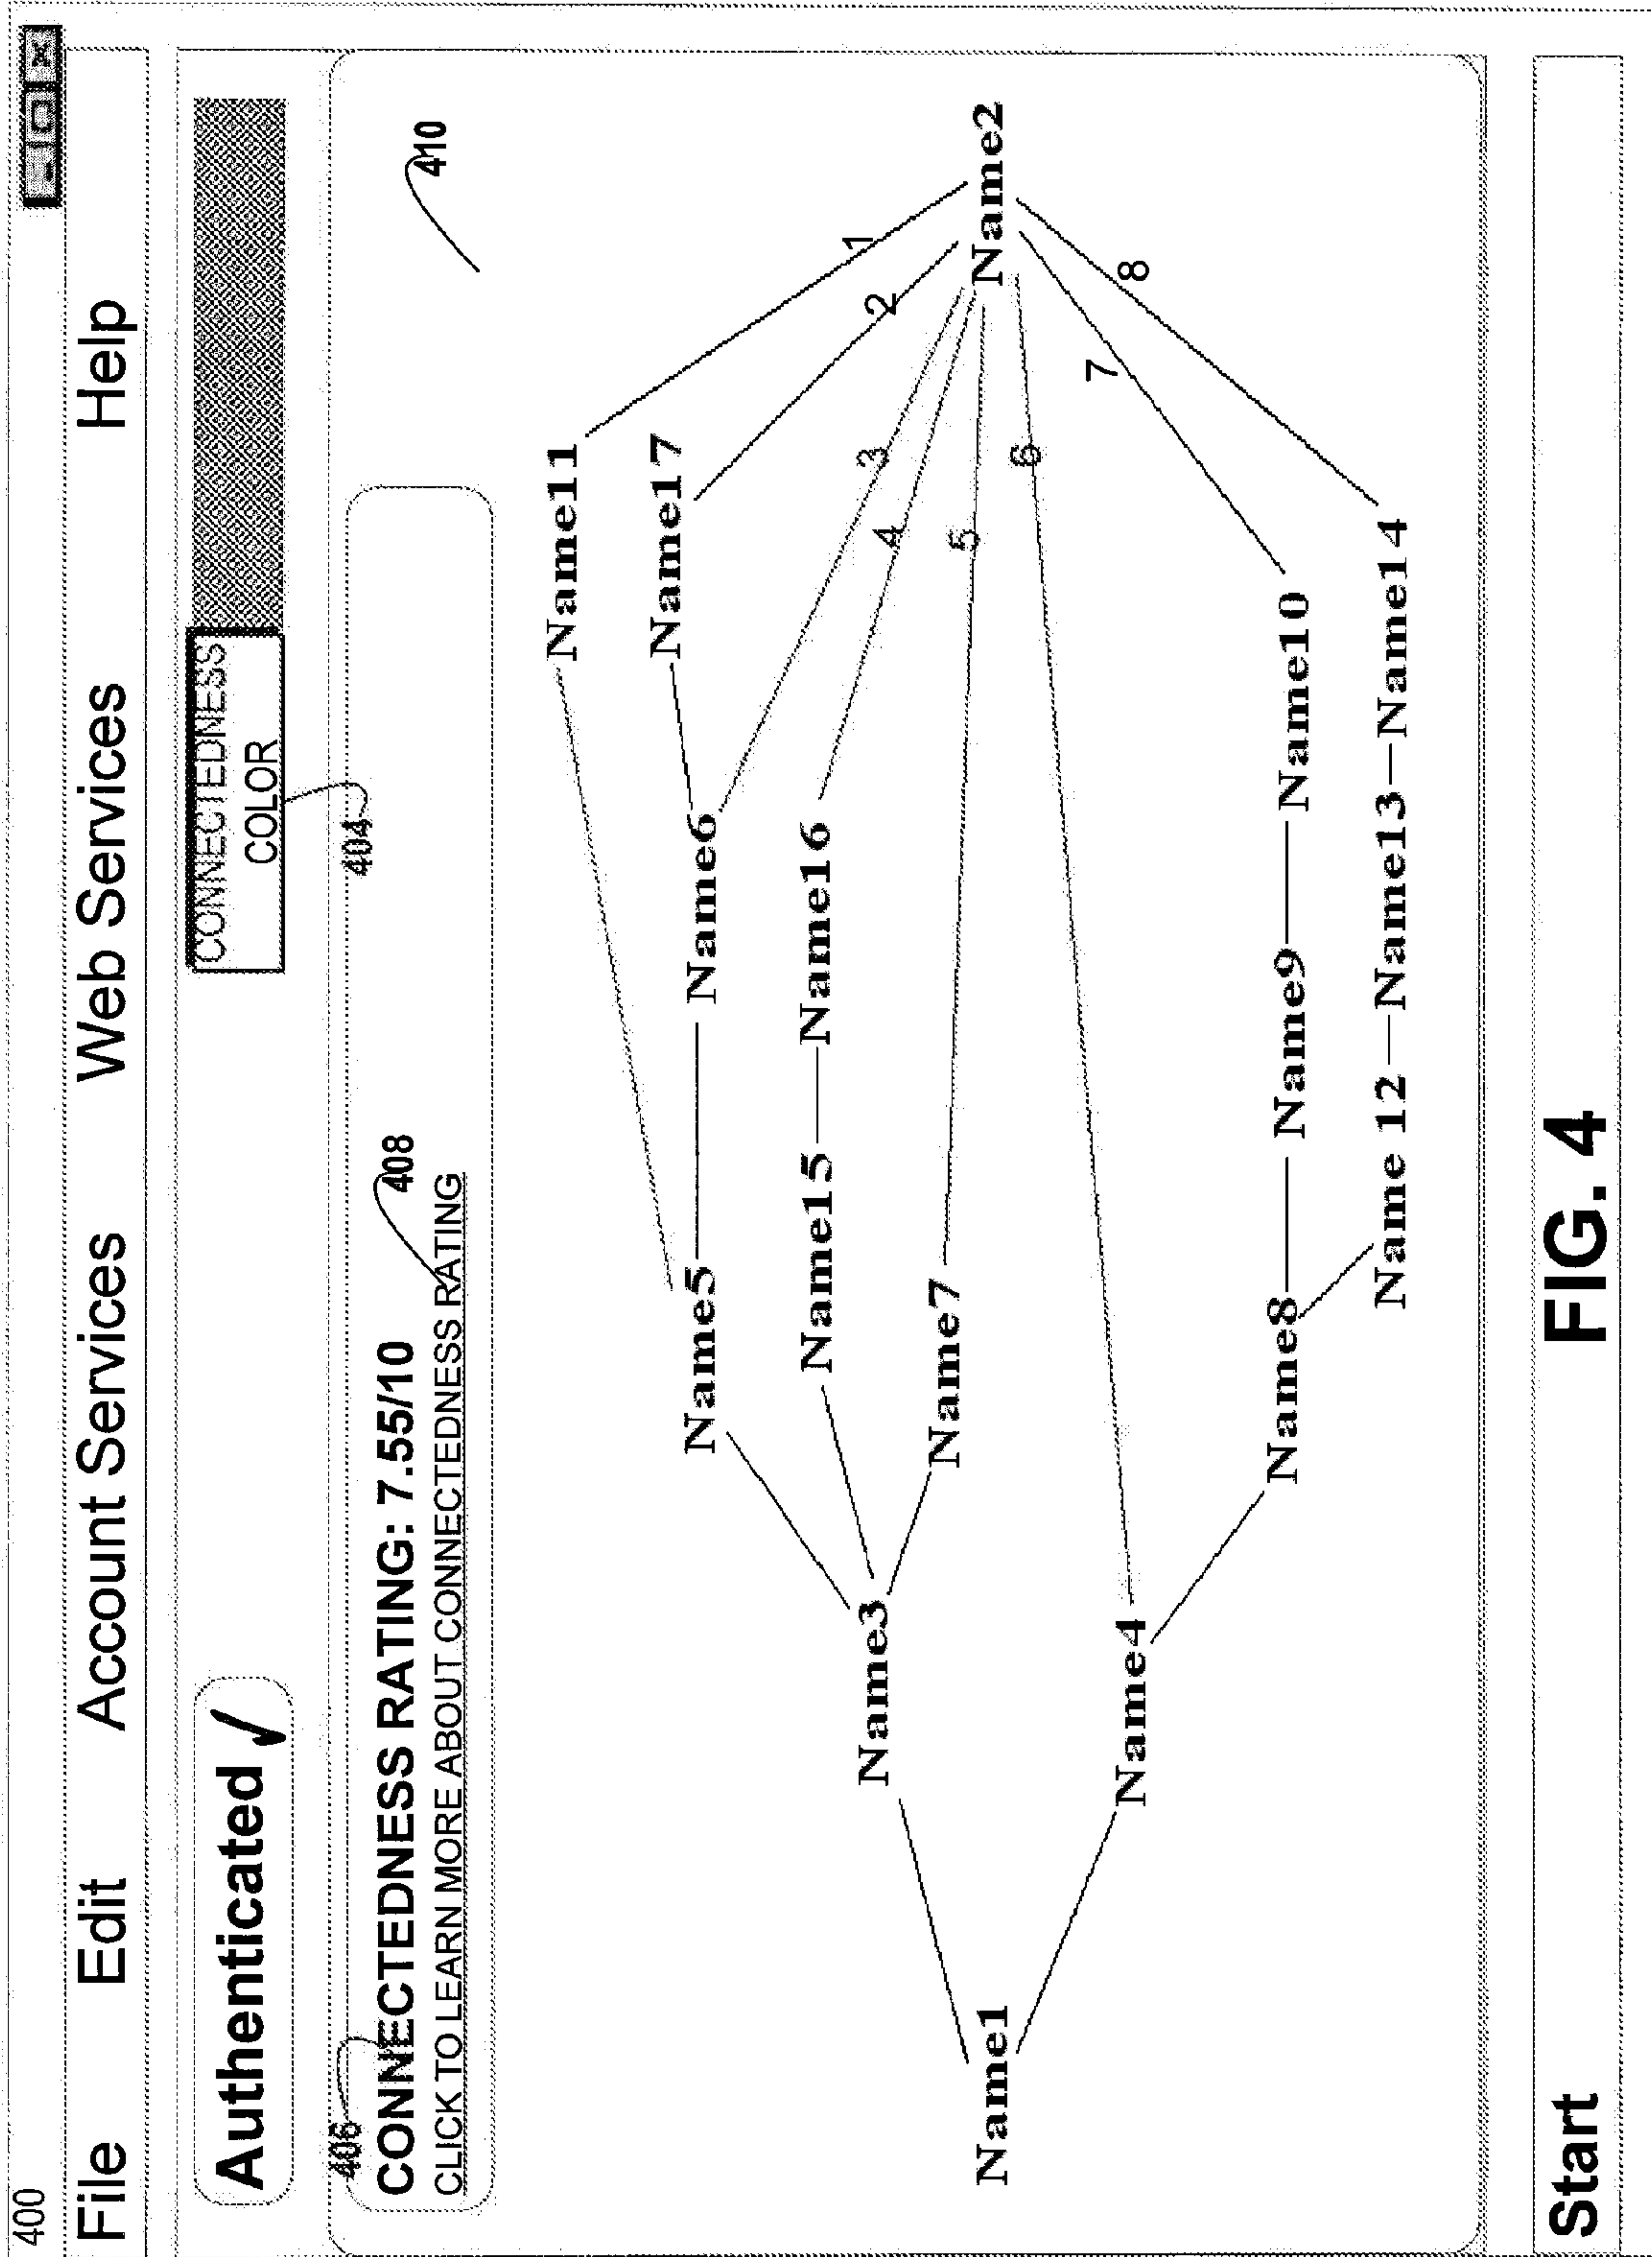 400
File Edit Account Services Web Services Help
Authenticated ✓
CONNECTEDNESS
COLOR
404
406
CONNECTEDNESS RATING: 7.55/10
408
CLICK TO LEARN MORE ABOUT CONNECTEDNESS RATING
410
Name11
1
Name17
2
Name5
Name6
3
Name15
Name16
4
Name3
Name7
5
Name1
Name2
6
Name4
7
Name8
Name9
Name10
8
Name 12
Name13
Name14
Start
FIG. 4